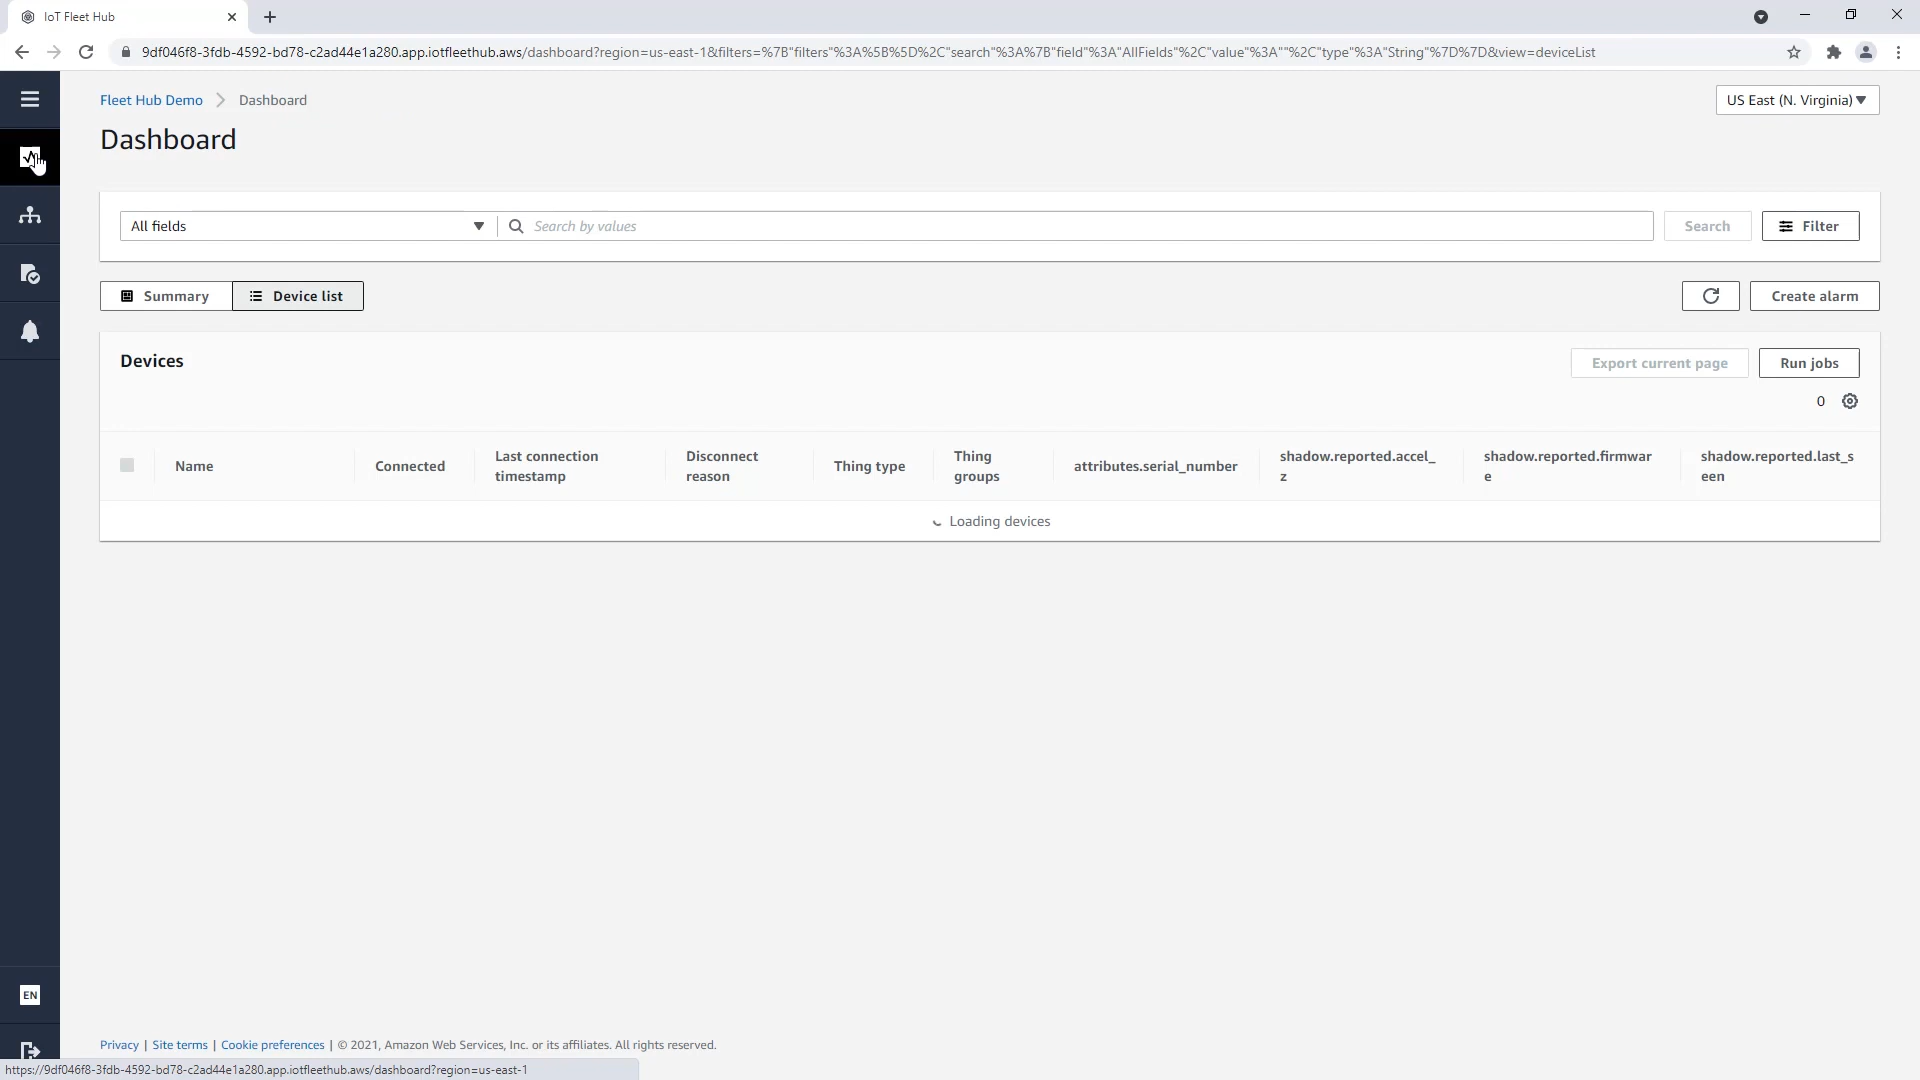 IoT Fleet Hub
9df046f8-3fdb-4592-bd78-c2ad44e1a280.app.iotfleethub.aws/dashboard?region=us-east-1&filters=%7B"filters"%3A%5B%5D%2C"search"%3A%7B"field"%3A"AllFields"%2C"value"%3A""%2C"type"%3A"String"%7D%7D&view=deviceList
Fleet Hub Demo Dashboard
US East (N. Virginia)
Dashboard
All fields
Search by values
Search
Filter
Summary
Device list
Create alarm
Devices
Export current page
Run jobs
0
Name
Connected
Last connection
timestamp
Disconnect
reason
Thing type
Thing
groups
attributes.serial_number
shadow.reported.accel_
z
shadow.reported.firmwar
e
shadow.reported.last_s
een
Loading devices
EN
Privacy | Site terms | Cookie preferences | © 2021, Amazon Web Services, Inc. or its affiliates. All rights reserved.
https://9df046f8-3fdb-4592-bd78-c2ad44e1a280.app.iotfleethub.aws/dashboard?region=us-east-1